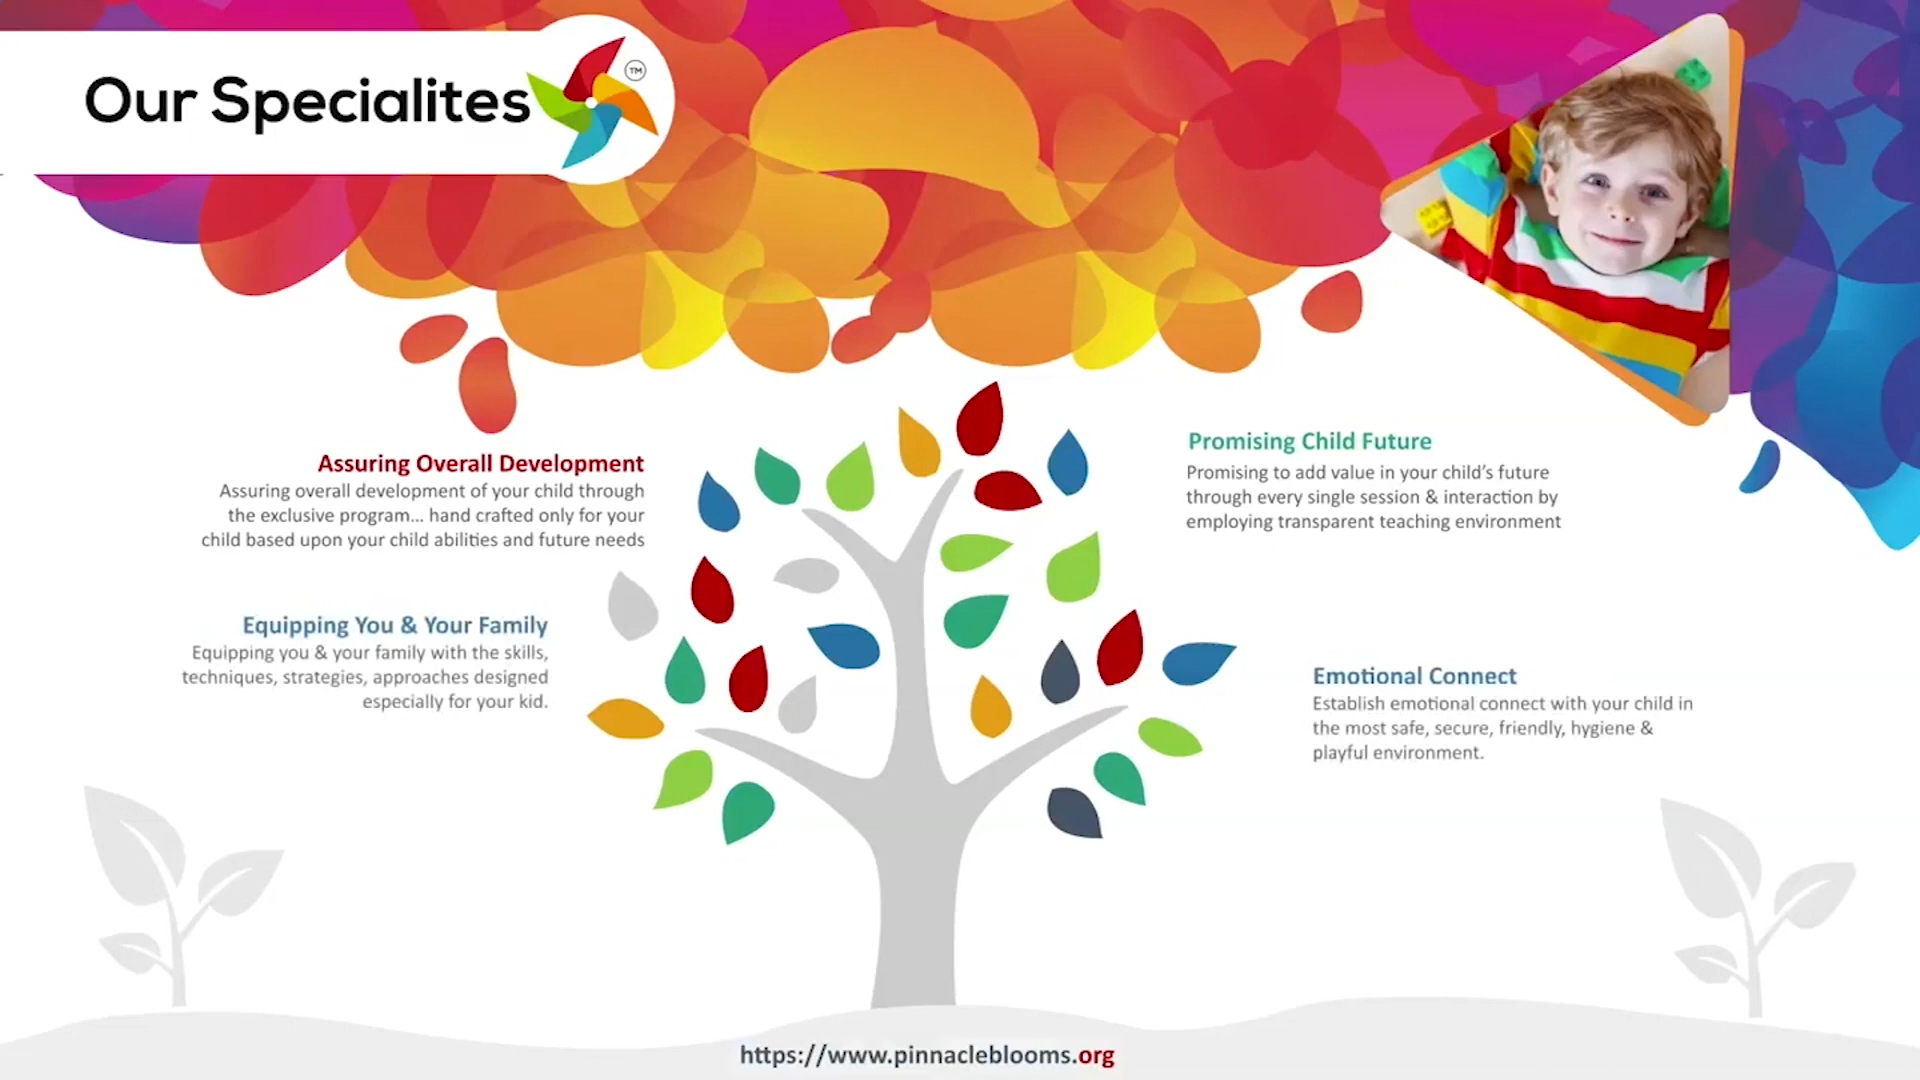 Our Specialites
TM
Assuring Overall Development
Assuring overall development of your child through
the exclusive program... hand crafted only for your
child based upon your child abilities and future needs
Equipping You & Your Family
Equipping you & your family with the skills,
techniques, strategies, approaches designed
especially for your kid.
Promising Child Future
Promising to add value in your child's future
through every single session & interaction by
employing transparent teaching environment
Emotional Connect
Establish emotional connect with your child in
the most safe, secure, friendly, hygiene &
playful environment.
https://www.pinnacleblooms.org